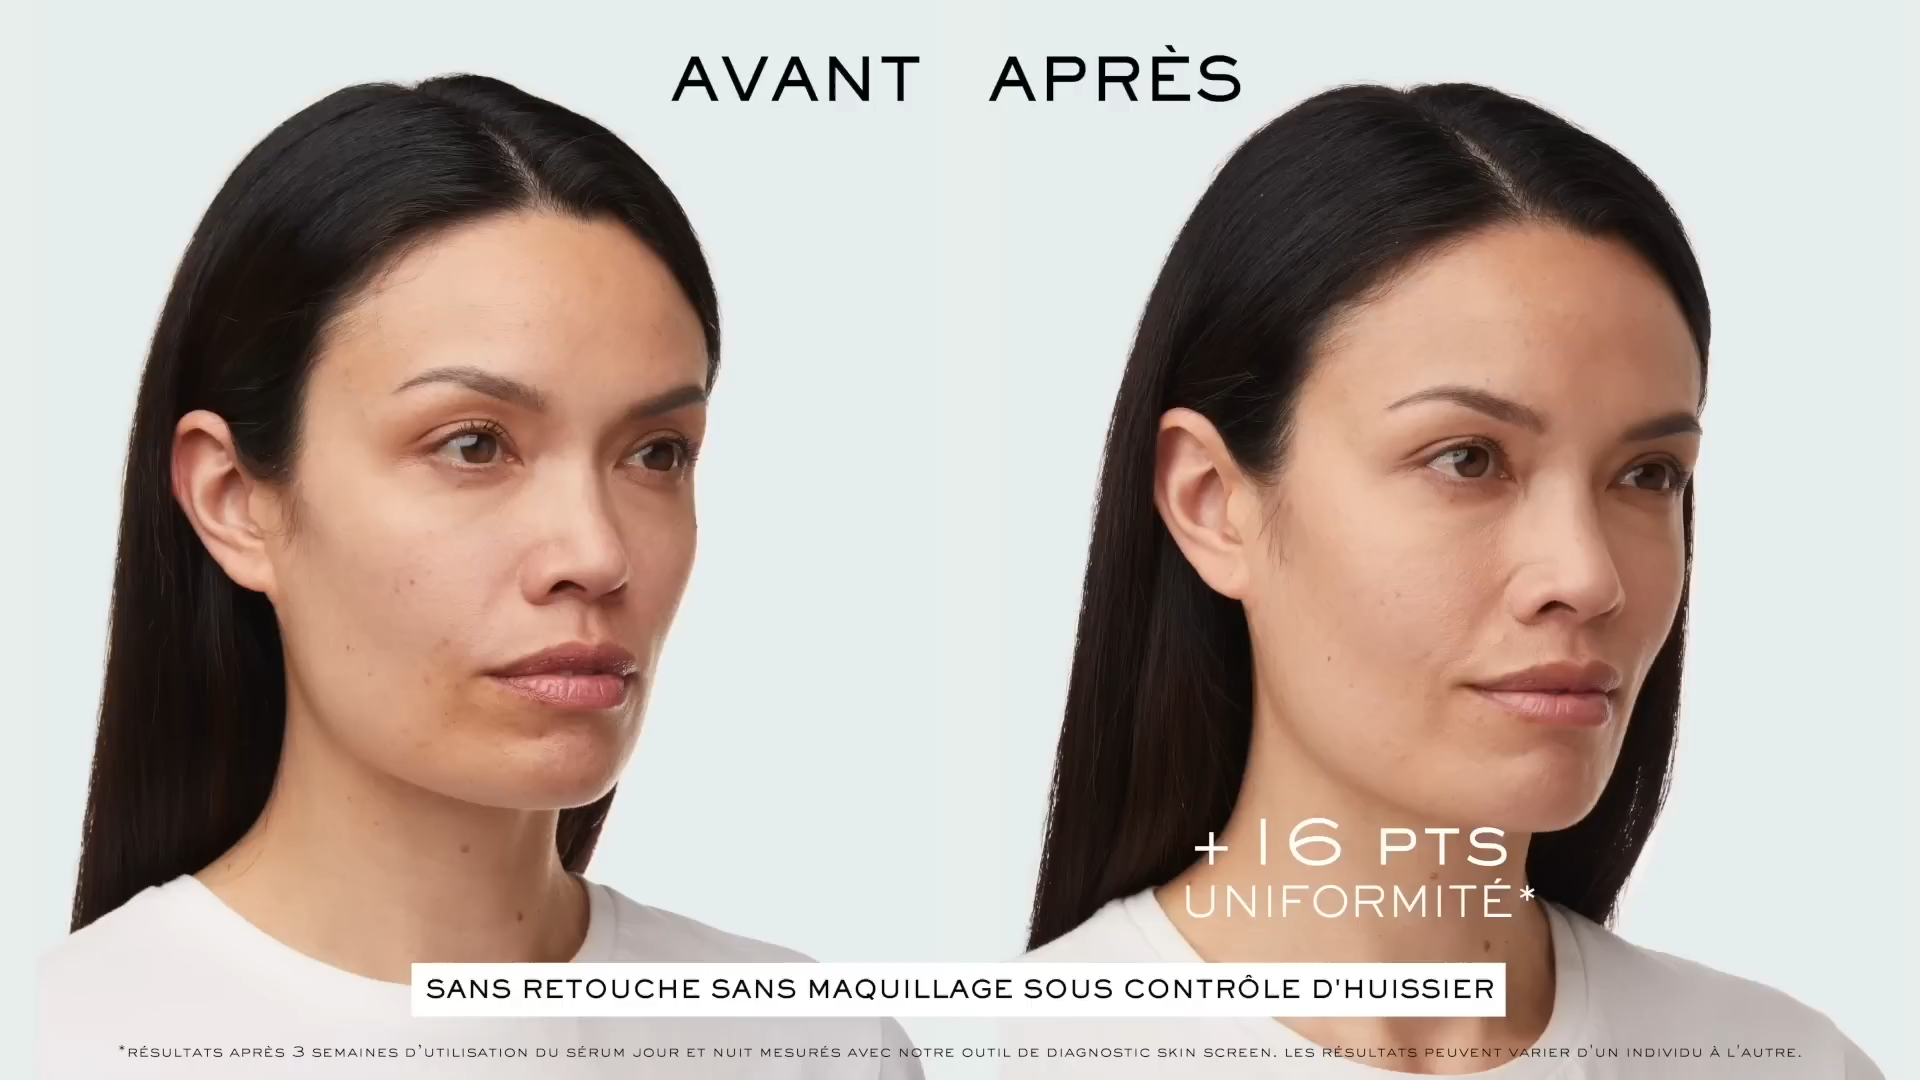 AVANT APRÈS
+16 PTS
UNIFORMITÉ*
SANS RETOUCHE SANS MAQUILLAGE SOUS CONTRÔLE D'HUISSIER
*RÉSULTATS APRÈS 3 SEMAINES D'UTILISATION DU SÉRUM JOUR ET NUIT MESURÉS AVEC NOTRE OUTIL DE DIAGNOSTIC SKIN SCREEN. LES RÉSULTATS PEUVENT VARIER D'UN INDIVIDU À L'AUTRE.